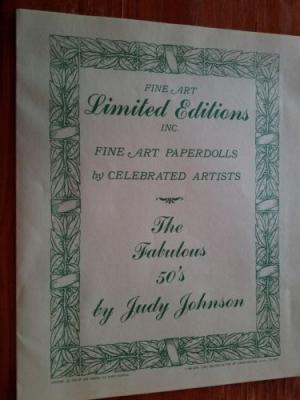 FINE ART
Limited Editions
INC.
FINE ART PAPERDOLLS
by CELEBRATED ARTISTS
The
Fabulous
50's
by Judy Johnson